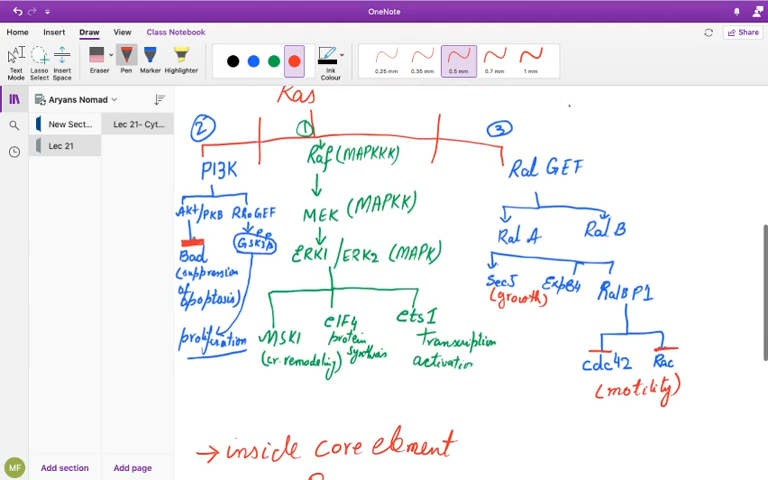 OneNote
Home Insert Draw View Class Notebook
Share
Text Mode
Lasso Select
Insert Space
Eraser
Pen
Marker
Highlighter
Ink Colour
0.25 mm
0.35 mm
0.5 mm
0.7 mm
1 mm
Aryans Nomad
New Sect...
Lec 21
Lec 21- Cyt...
Ras
② ① ③
PI3K
Raf (MAPKKK)
Ral GEF
AKt/PKB RhoGEF
MEK (MAPKK)
Ral A Ral B
GSK3β
Bad
(suppression
of
apoptosis)
ERK1 /ERK2 (MAPK)
Sec5
(growth)
Exp84
RalBP1
proliferation
MSK1
(cr. remodeling)
eIF4
protein
synthesis
ets I
Transcription
activation
cdc42 Rac
(motility)
→ inside core element
MF
Add section
Add page